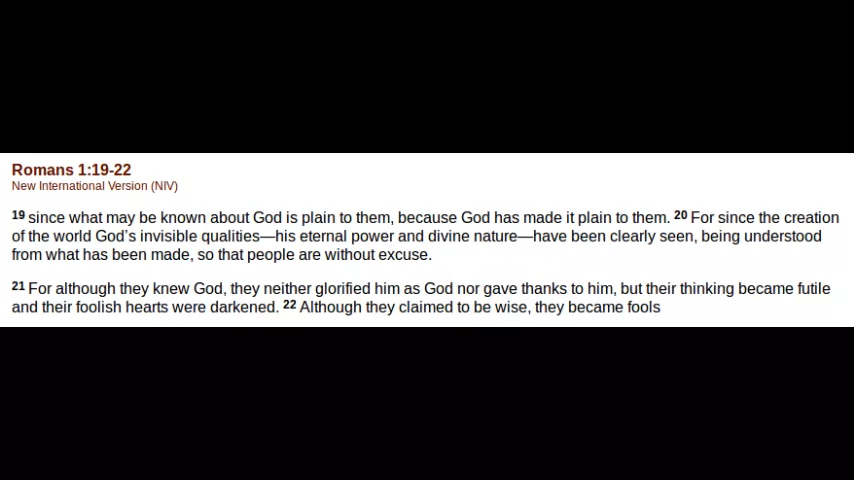 Romans 1:19-22
New International Version (NIV)
19 since what may be known about God is plain to them, because God has made it plain to them. 20 For since the creation
of the world God’s invisible qualities—his eternal power and divine nature—have been clearly seen, being understood
from what has been made, so that people are without excuse.
21 For although they knew God, they neither glorified him as God nor gave thanks to him, but their thinking became futile
and their foolish hearts were darkened. 22 Although they claimed to be wise, they became fools